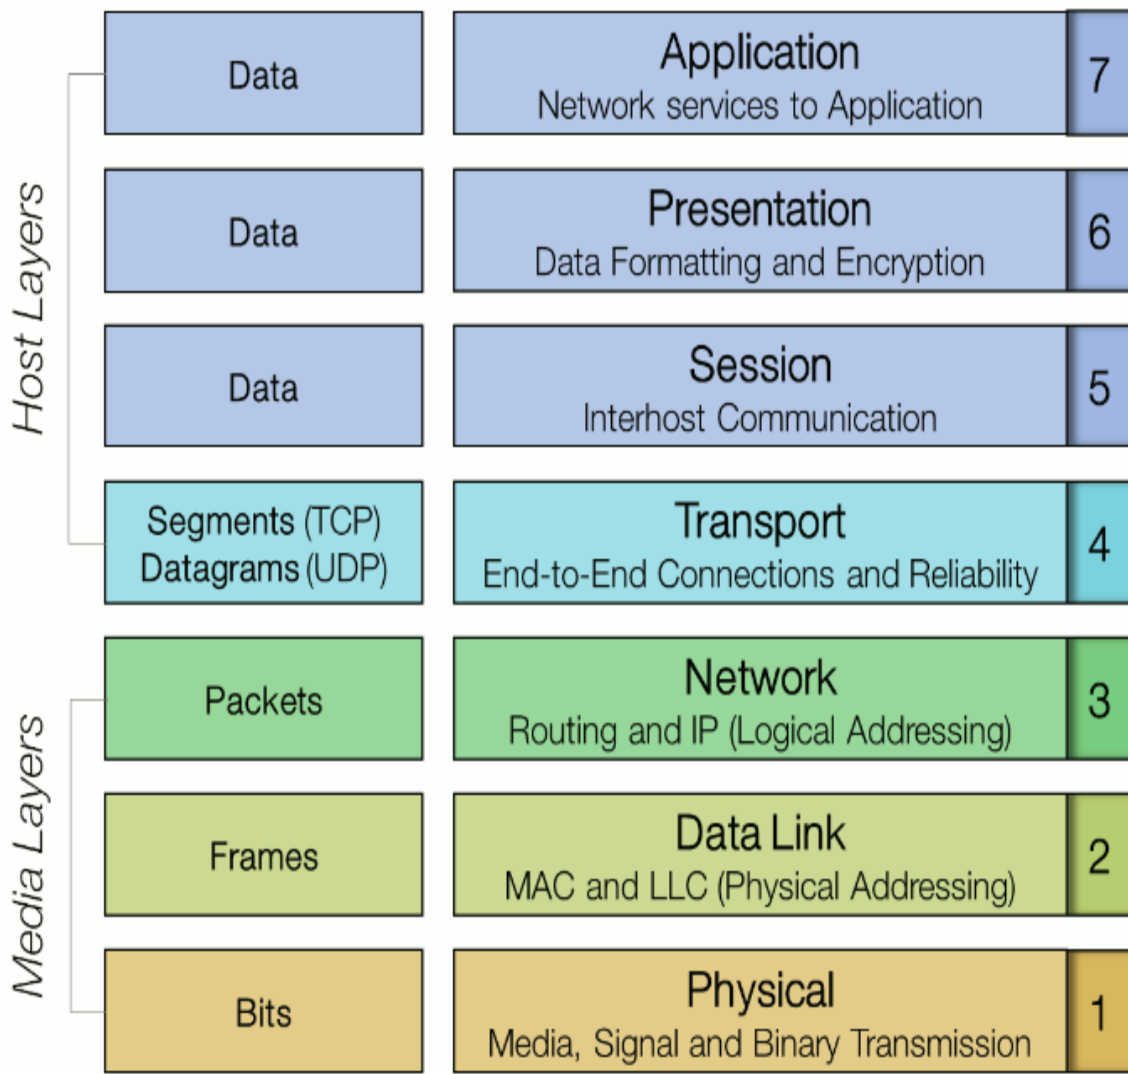 Host Layers
Data
Application
Network services to Application
7
Data
Presentation
Data Formatting and Encryption
6
Data
Session
Interhost Communication
5
Segments (TCP)
Datagrams (UDP)
Transport
End-to-End Connections and Reliability
4
Media Layers
Packets
Network
Routing and IP (Logical Addressing)
3
Frames
Data Link
MAC and LLC (Physical Addressing)
2
Bits
Physical
Media, Signal and Binary Transmission
1